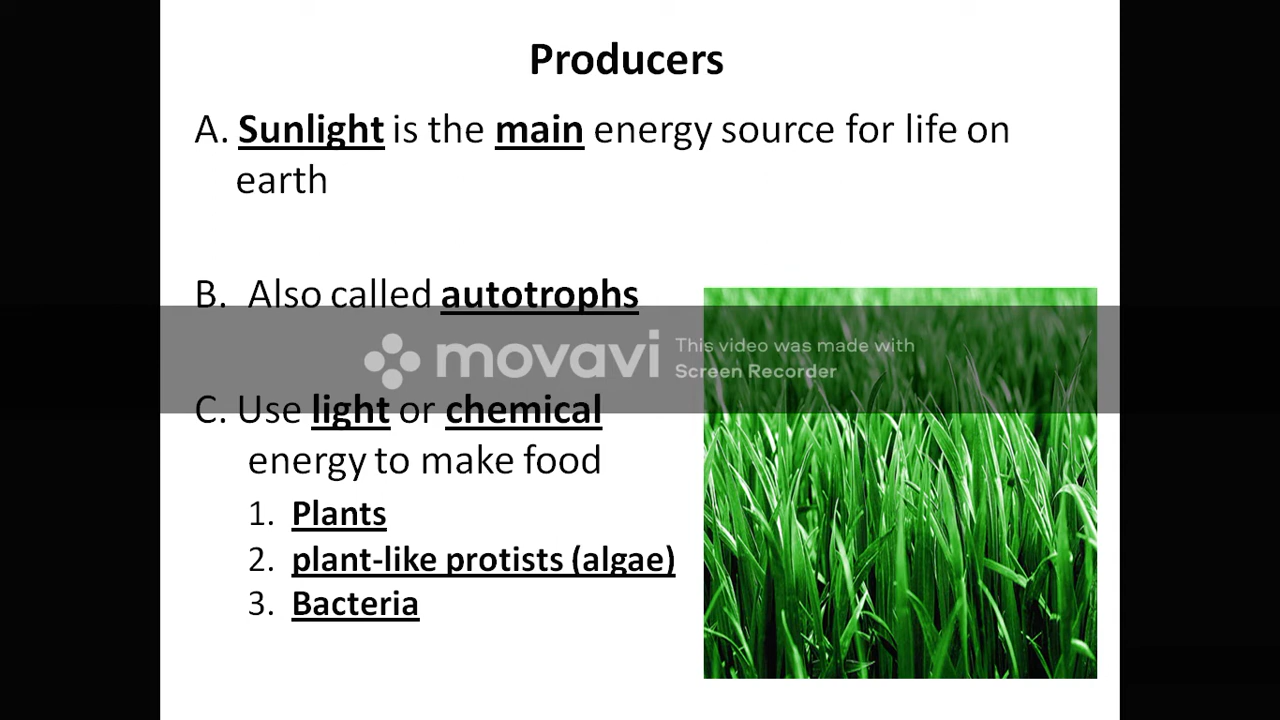 Producers
A. Sunlight is the main energy source for life on
earth
B. Also called autotrophs
movavi
This video was made with
Screen Recorder
C. Use light or chemical
energy to make food
1. Plants
2. plant-like protists (algae)
3. Bacteria